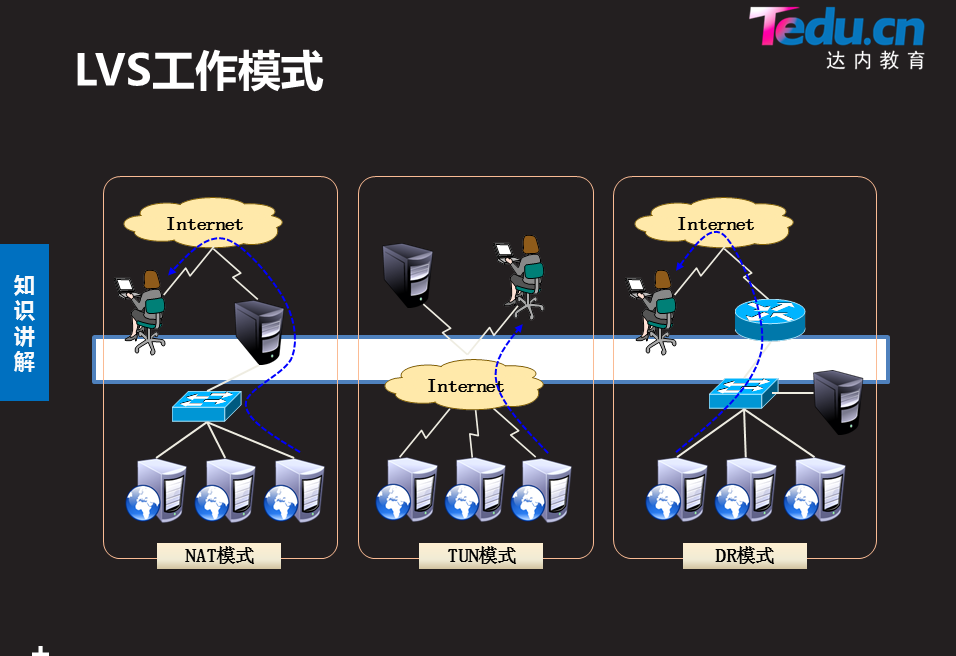 Tedu.cn
达内教育
LVS工作模式
知识讲解
Internet
Internet
Internet
NAT模式
TUN模式
DR模式